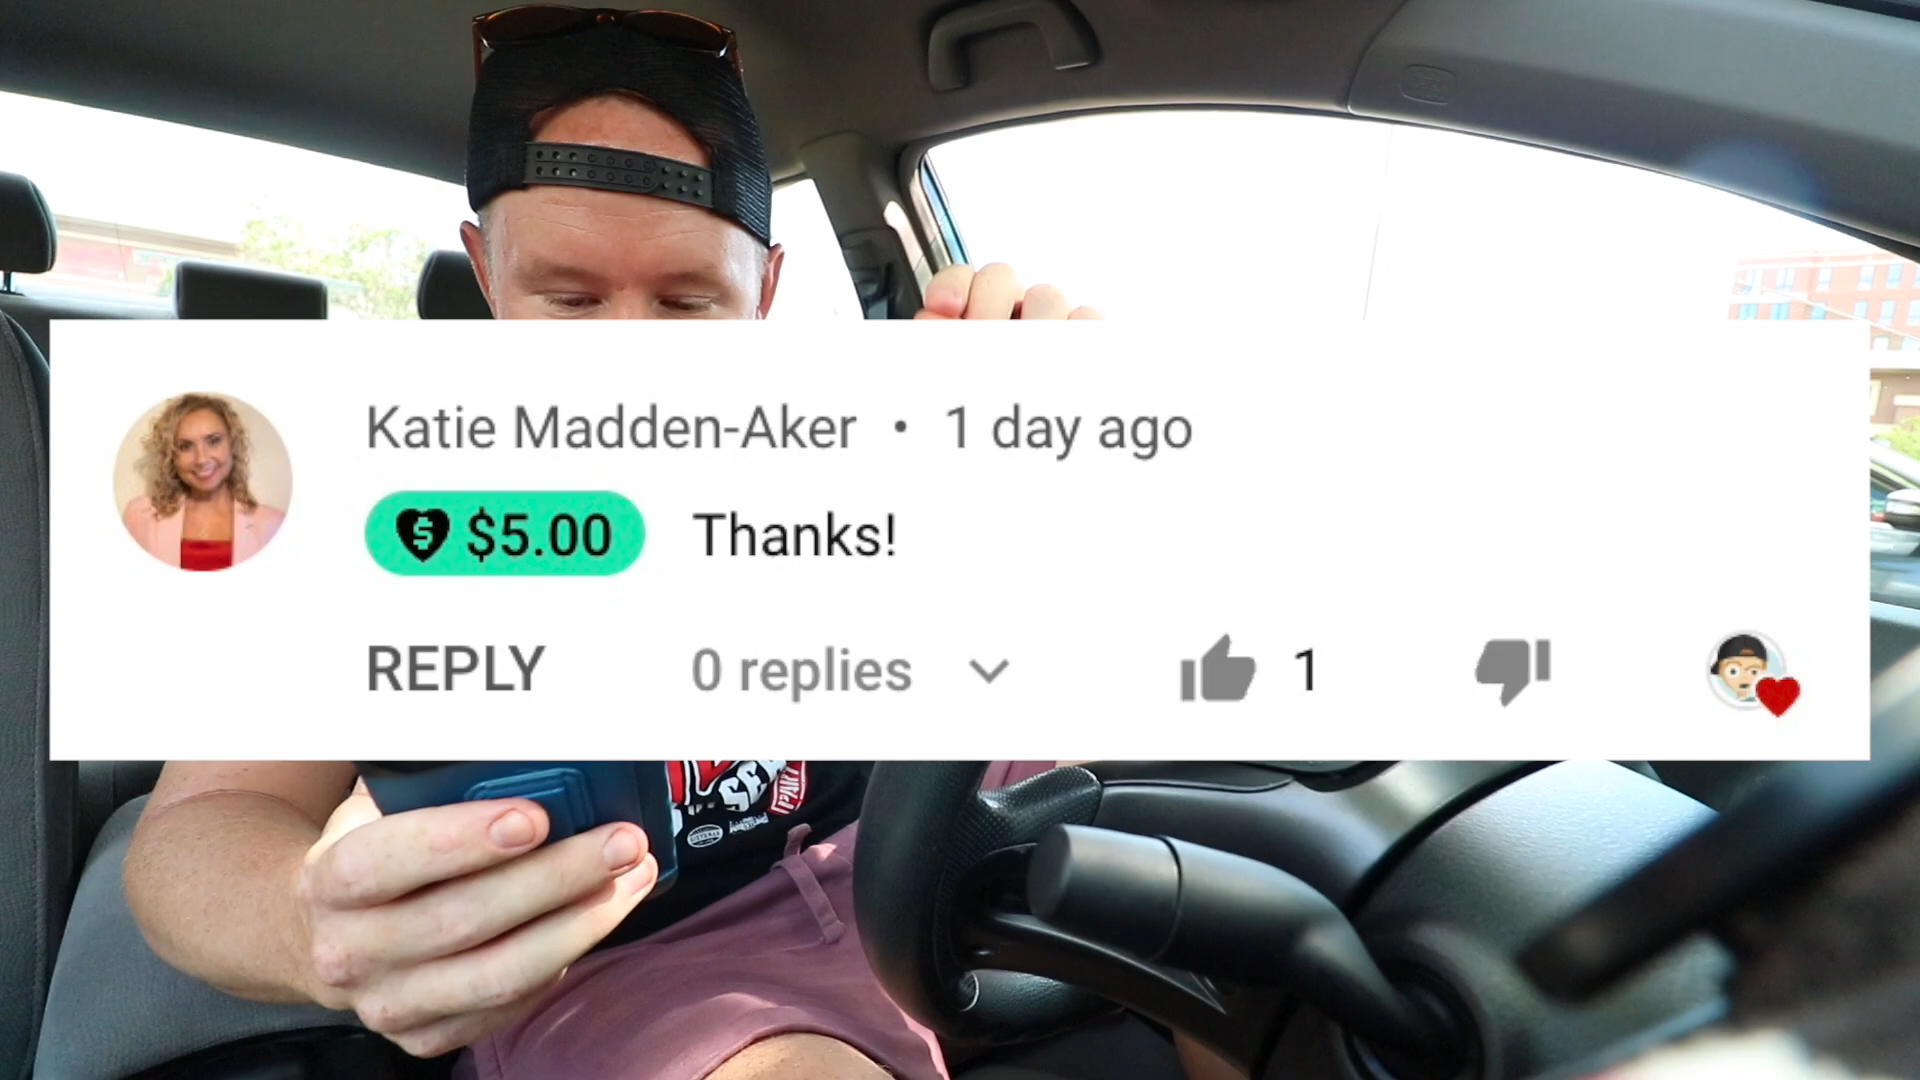 Katie Madden-Aker • 1 day ago
$5.00 Thanks!
REPLY 0 replies 1